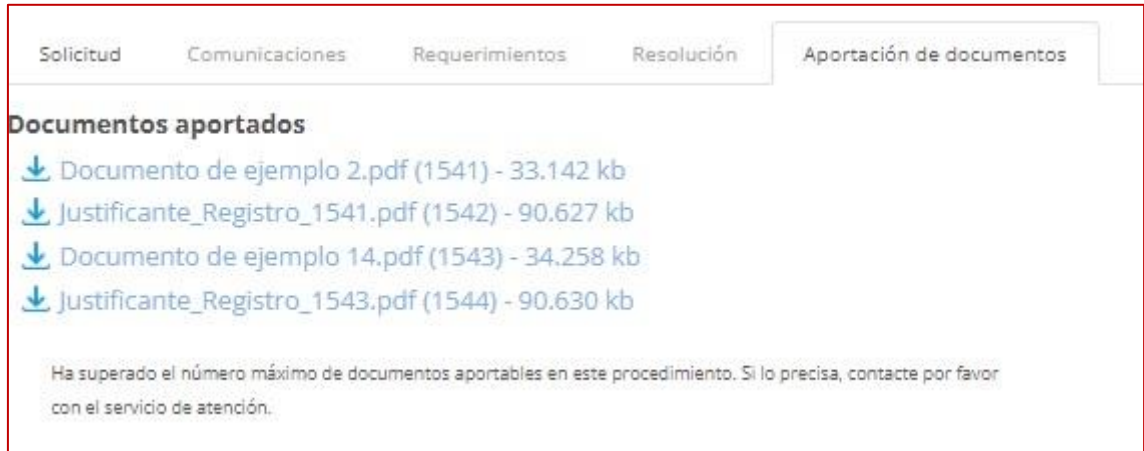 Solicitud Comunicaciones Requerimientos Resolución Aportación de documentos
Documentos aportados
Documento de ejemplo 2.pdf (1541) - 33.142 kb
Justificante_Registro_1541.pdf (1542) - 90.627 kb
Documento de ejemplo 14.pdf (1543) - 34.258 kb
Justificante_Registro_1543.pdf (1544) - 90.630 kb
Ha superado el número máximo de documentos aportables en este procedimiento. Si lo precisa, contacte por favor
con el servicio de atención.